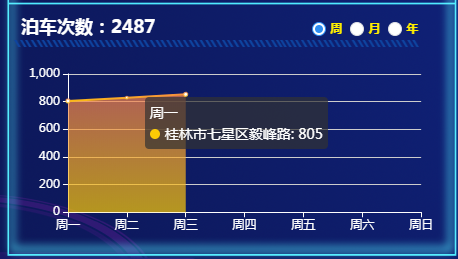 泊车次数：2487
周 月 年
1,000
800
600
400
200
0
周一
桂林市七星区毅峰路: 805
周一 周二 周三 周四 周五 周六 周日